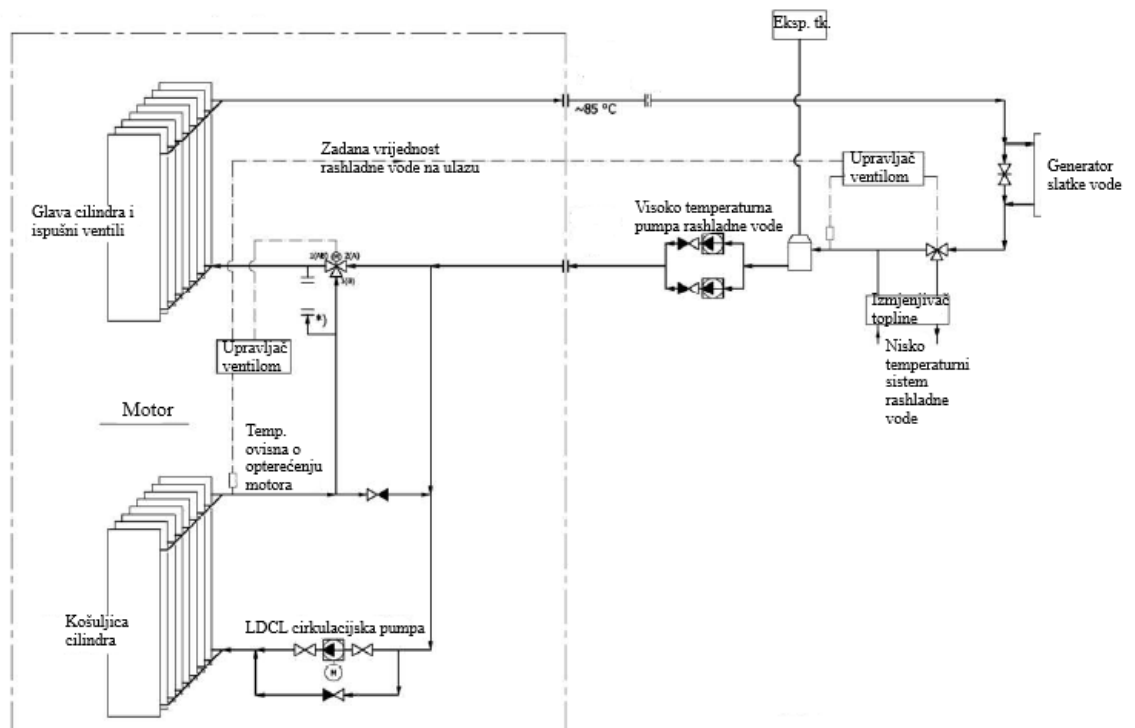 Eksp. tk.
~85 °C
Zadana vrijednost
rashladne vode na ulazu
Upravljač
ventilom
Generator
slatke vode
Glava cilindra i
ispušni ventili
Visoko temperaturna
pumpa rashladne vode
2(A)
*)
Izmjenjivač
topline
Upravljač
ventilom
Nisko
temperaturni
sistem
rashladne
vode
Motor
Temp.
ovisna o
opterećenju
motora
Košuljica
cilindra
LDCL cirkulacijska pumpa
M